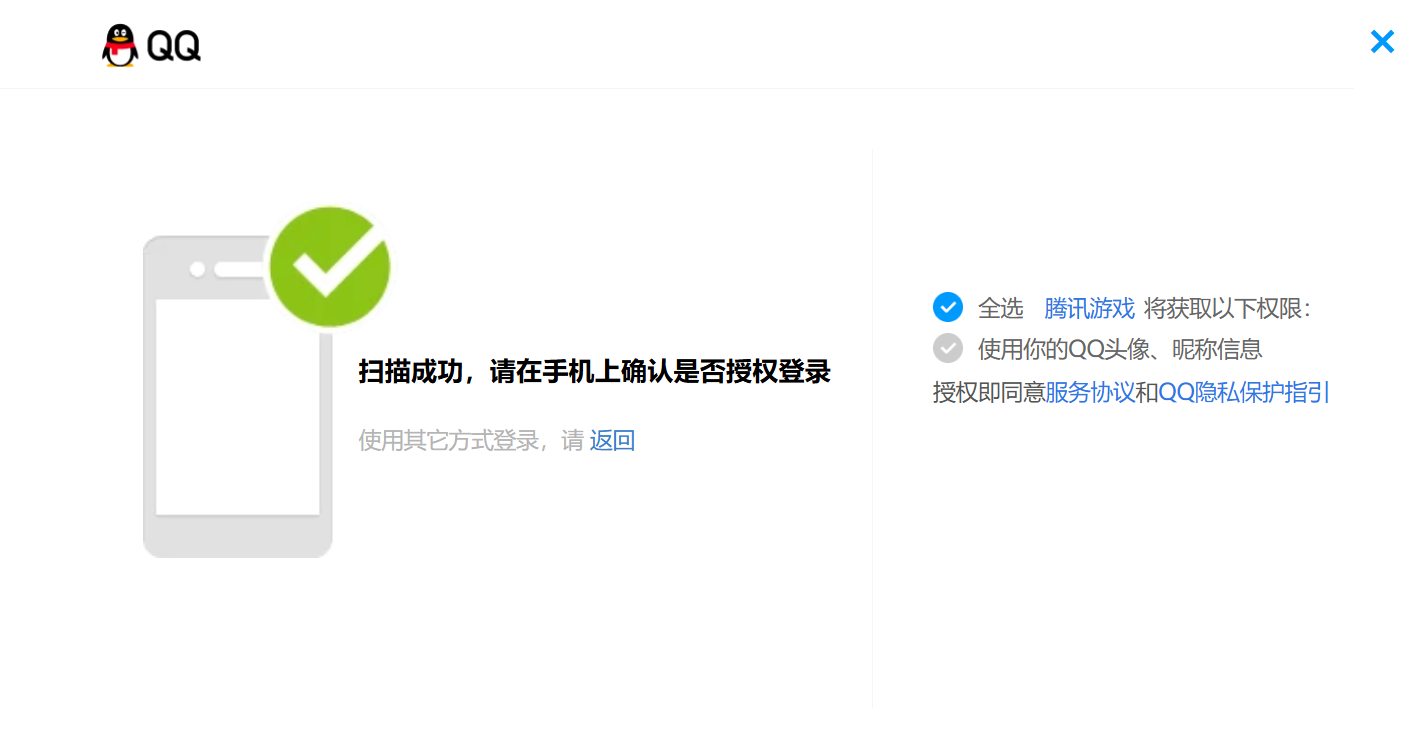 QQ
扫描成功，请在手机上确认是否授权登录
使用其它方式登录，请 返回
全选 腾讯游戏 将获取以下权限：
使用你的QQ头像、昵称信息
授权即同意服务协议和QQ隐私保护指引